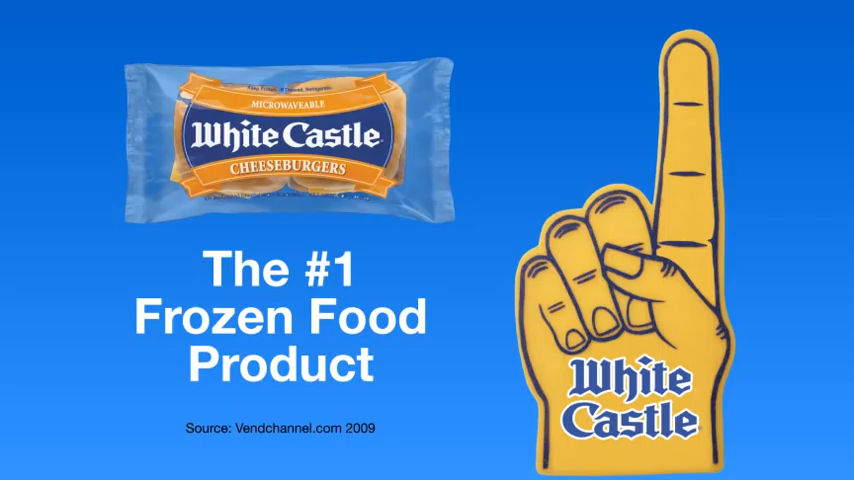 MICROWAVEABLE
White Castle
CHEESEBURGERS
The #1
Frozen Food
Product
Source: Vendchannel.com 2009
White
Castle